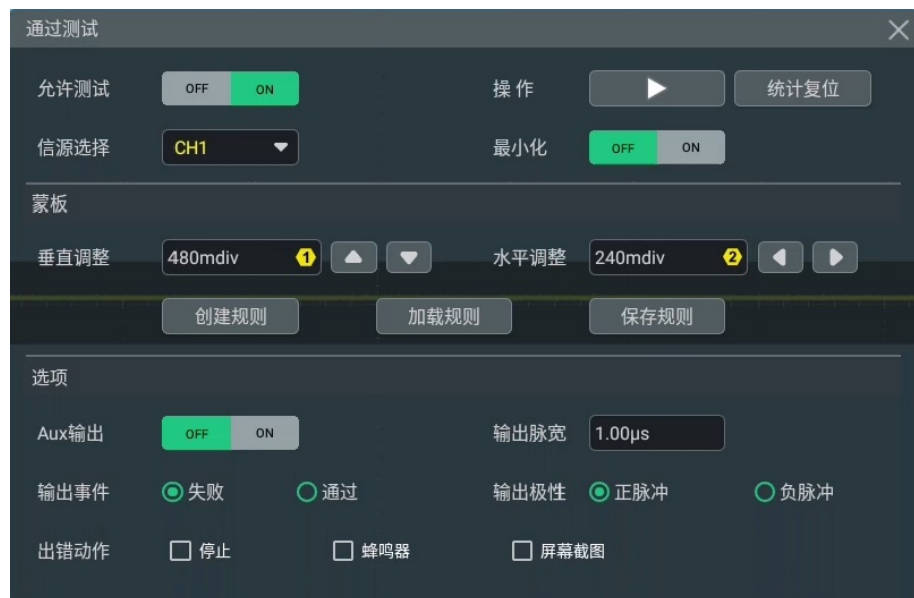 通过测试
允许测试 OFF ON 操作 统计复位
信源选择 CH1 最小化 OFF ON
蒙板
垂直调整 480mdiv 1 水平调整 240mdiv 2
创建规则 加载规则 保存规则
选项
Aux输出 OFF ON 输出脉宽 1.00μs
输出事件 失败 通过 输出极性 正脉冲 负脉冲
出错动作 停止 蜂鸣器 屏幕截图